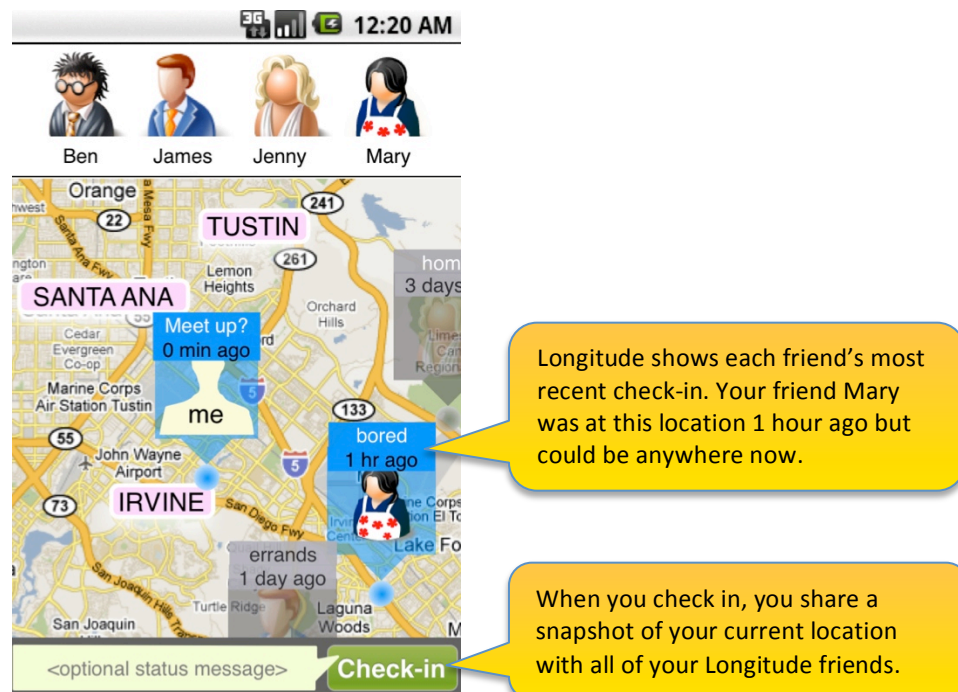 3G 12:20 AM
Ben James Jenny Mary
Orange
22
241
TUSTIN
261
Lemon
Heights
hom
3 days
SANTA ANA
55
Orchard
Hills
Meet up?
0 min ago
me
Cedar
Evergreen
Co-op
Marine Corps
Air Station Tustin
5
133
55
bored
1 hr ago
John Wayne
Airport
5
73
IRVINE
San Diego Fwy
Lake Fo
errands
1 day ago
Turtle Ridge
Laguna
Woods
San Joaquin
<optional status message> Check-in
Longitude shows each friend's most
recent check-in. Your friend Mary
was at this location 1 hour ago but
could be anywhere now.
When you check in, you share a
snapshot of your current location
with all of your Longitude friends.